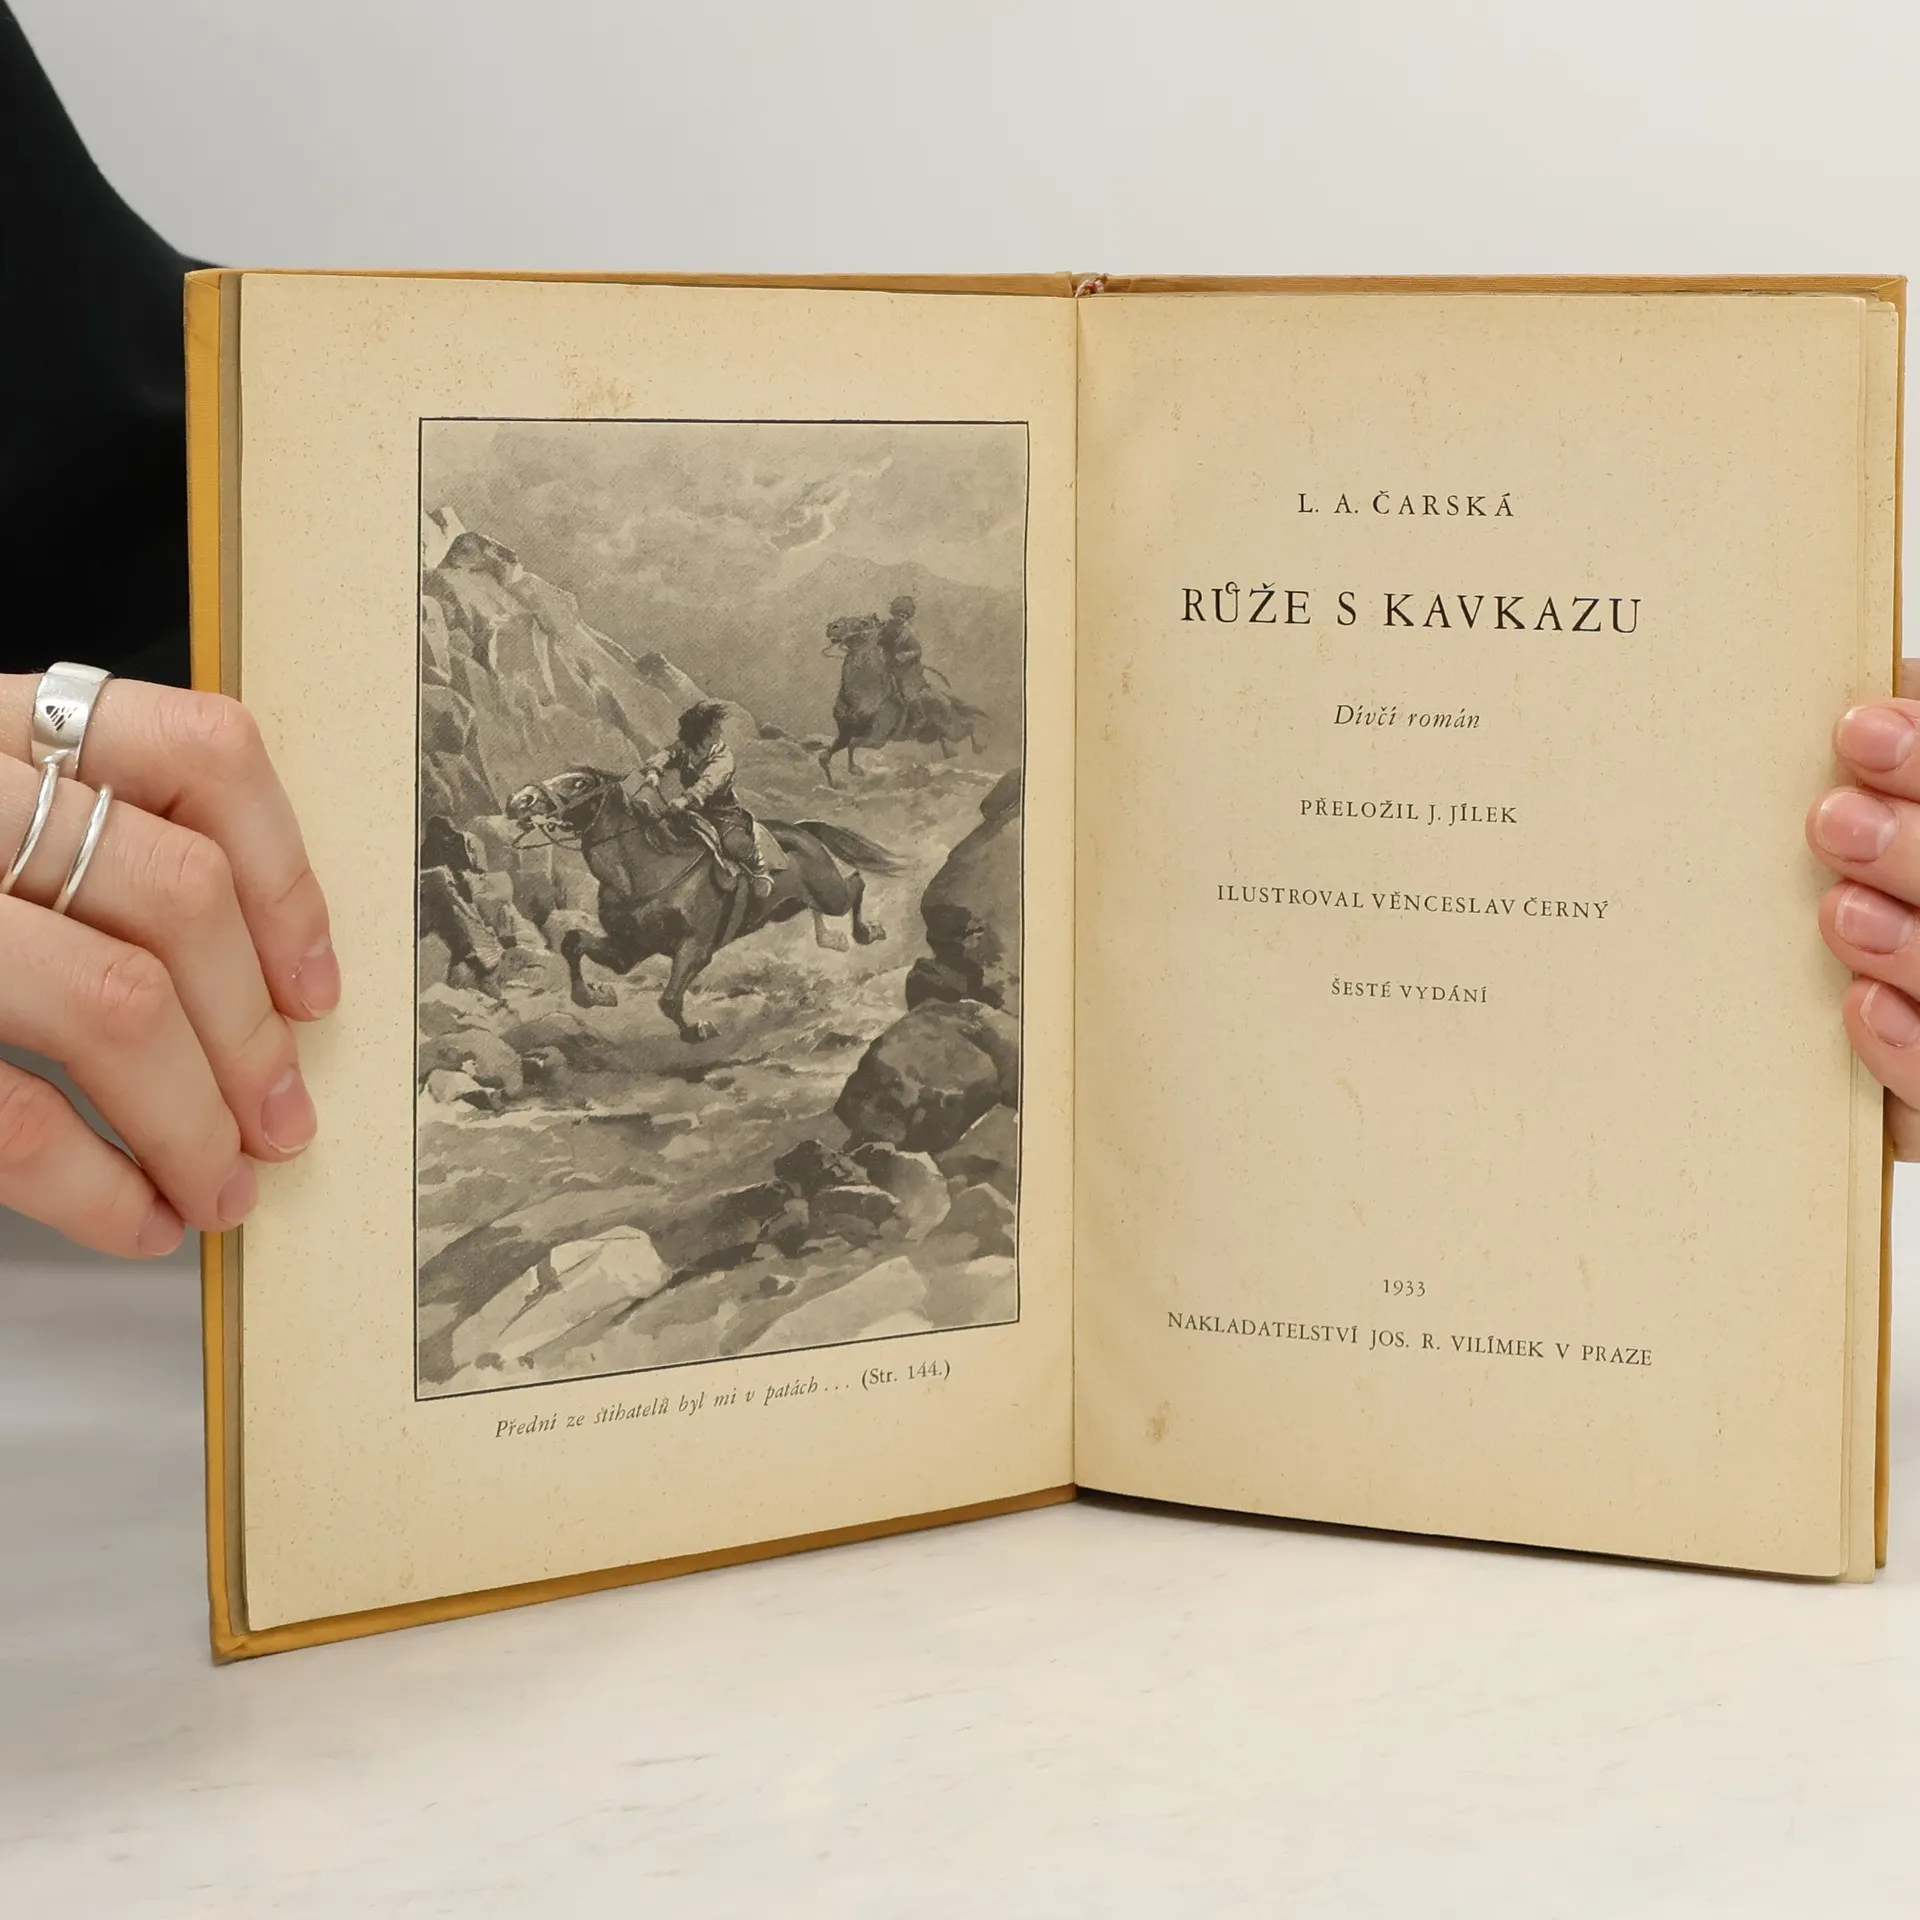 Přední ze stihatelů byl mi v patách... (Str. 144.)
L. A. ČARSKÁ
RŮŽE S KAVKAZU
Dívčí román
PŘELOŽIL J. JÍLEK
ILUSTROVAL VĚNCESLAV ČERNÝ
ŠESTÉ VYDÁNÍ
1933
NAKLADATELSTVÍ JOS. R. VILÍMEK V PRAZE